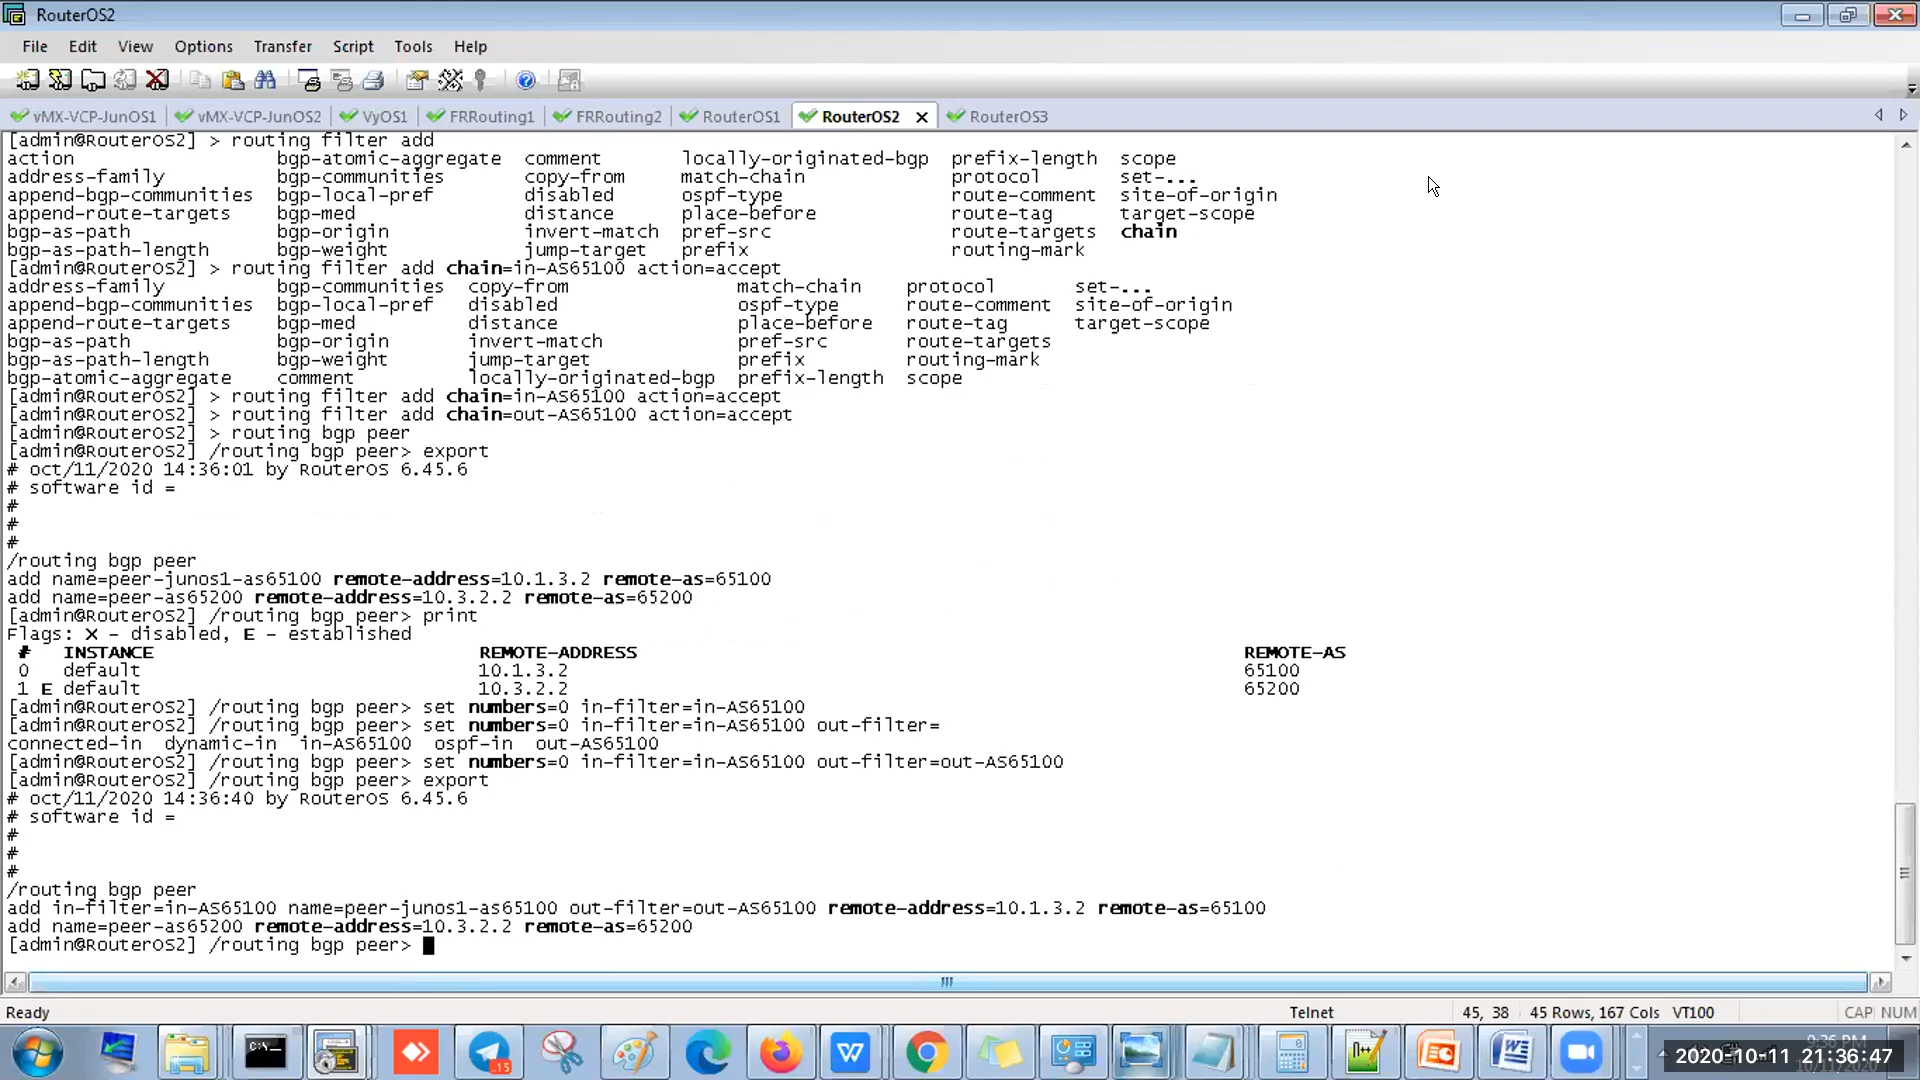 RouterOS2
File Edit View Options Transfer Script Tools Help
vMX-VCP-JunOS1 vMX-VCP-JunOS2 VyOS1 FRRouting1 FRRouting2 RouterOS1 RouterOS2 RouterOS3
[admin@RouterOS2] > routing filter add
action bgp-atomic-aggregate comment locally-originated-bgp prefix-length scope
address-family bgp-communities copy-from match-chain protocol set-...
append-bgp-communities bgp-local-pref disabled ospf-type route-comment site-of-origin
append-route-targets bgp-med distance place-before route-tag target-scope
bgp-as-path bgp-origin invert-match pref-src route-targets chain
bgp-as-path-length bgp-weight jump-target prefix routing-mark
[admin@RouterOS2] > routing filter add chain=in-AS65100 action=accept
address-family bgp-communities copy-from match-chain protocol set-...
append-bgp-communities bgp-local-pref disabled ospf-type route-comment site-of-origin
append-route-targets bgp-med distance place-before route-tag target-scope
bgp-as-path bgp-origin invert-match pref-src route-targets
bgp-as-path-length bgp-weight jump-target prefix routing-mark
bgp-atomic-aggregate comment locally-originated-bgp prefix-length scope
[admin@RouterOS2] > routing filter add chain=in-AS65100 action=accept
[admin@RouterOS2] > routing filter add chain=out-AS65100 action=accept
[admin@RouterOS2] > routing bgp peer
[admin@RouterOS2] /routing bgp peer> export
# oct/11/2020 14:36:01 by RouterOS 6.45.6
# software id =
#
#
#
/routing bgp peer
add name=peer-junos1-as65100 remote-address=10.1.3.2 remote-as=65100
add name=peer-as65200 remote-address=10.3.2.2 remote-as=65200
[admin@RouterOS2] /routing bgp peer> print
Flags: X - disabled, E - established
# INSTANCE REMOTE-ADDRESS REMOTE-AS
0 default 10.1.3.2 65100
1 E default 10.3.2.2 65200
[admin@RouterOS2] /routing bgp peer> set numbers=0 in-filter=in-AS65100
[admin@RouterOS2] /routing bgp peer> set numbers=0 in-filter=in-AS65100 out-filter=
connected-in dynamic-in in-AS65100 ospf-in out-AS65100
[admin@RouterOS2] /routing bgp peer> set numbers=0 in-filter=in-AS65100 out-filter=out-AS65100
[admin@RouterOS2] /routing bgp peer> export
# oct/11/2020 14:36:40 by RouterOS 6.45.6
# software id =
#
#
#
/routing bgp peer
add in-filter=in-AS65100 name=peer-junos1-as65100 out-filter=out-AS65100 remote-address=10.1.3.2 remote-as=65100
add name=peer-as65200 remote-address=10.3.2.2 remote-as=65200
[admin@RouterOS2] /routing bgp peer>
Ready Telnet 45, 38 45 Rows, 167 Cols VT100 CAP NUM
9:36 PM
2020-10-11 21:36:47